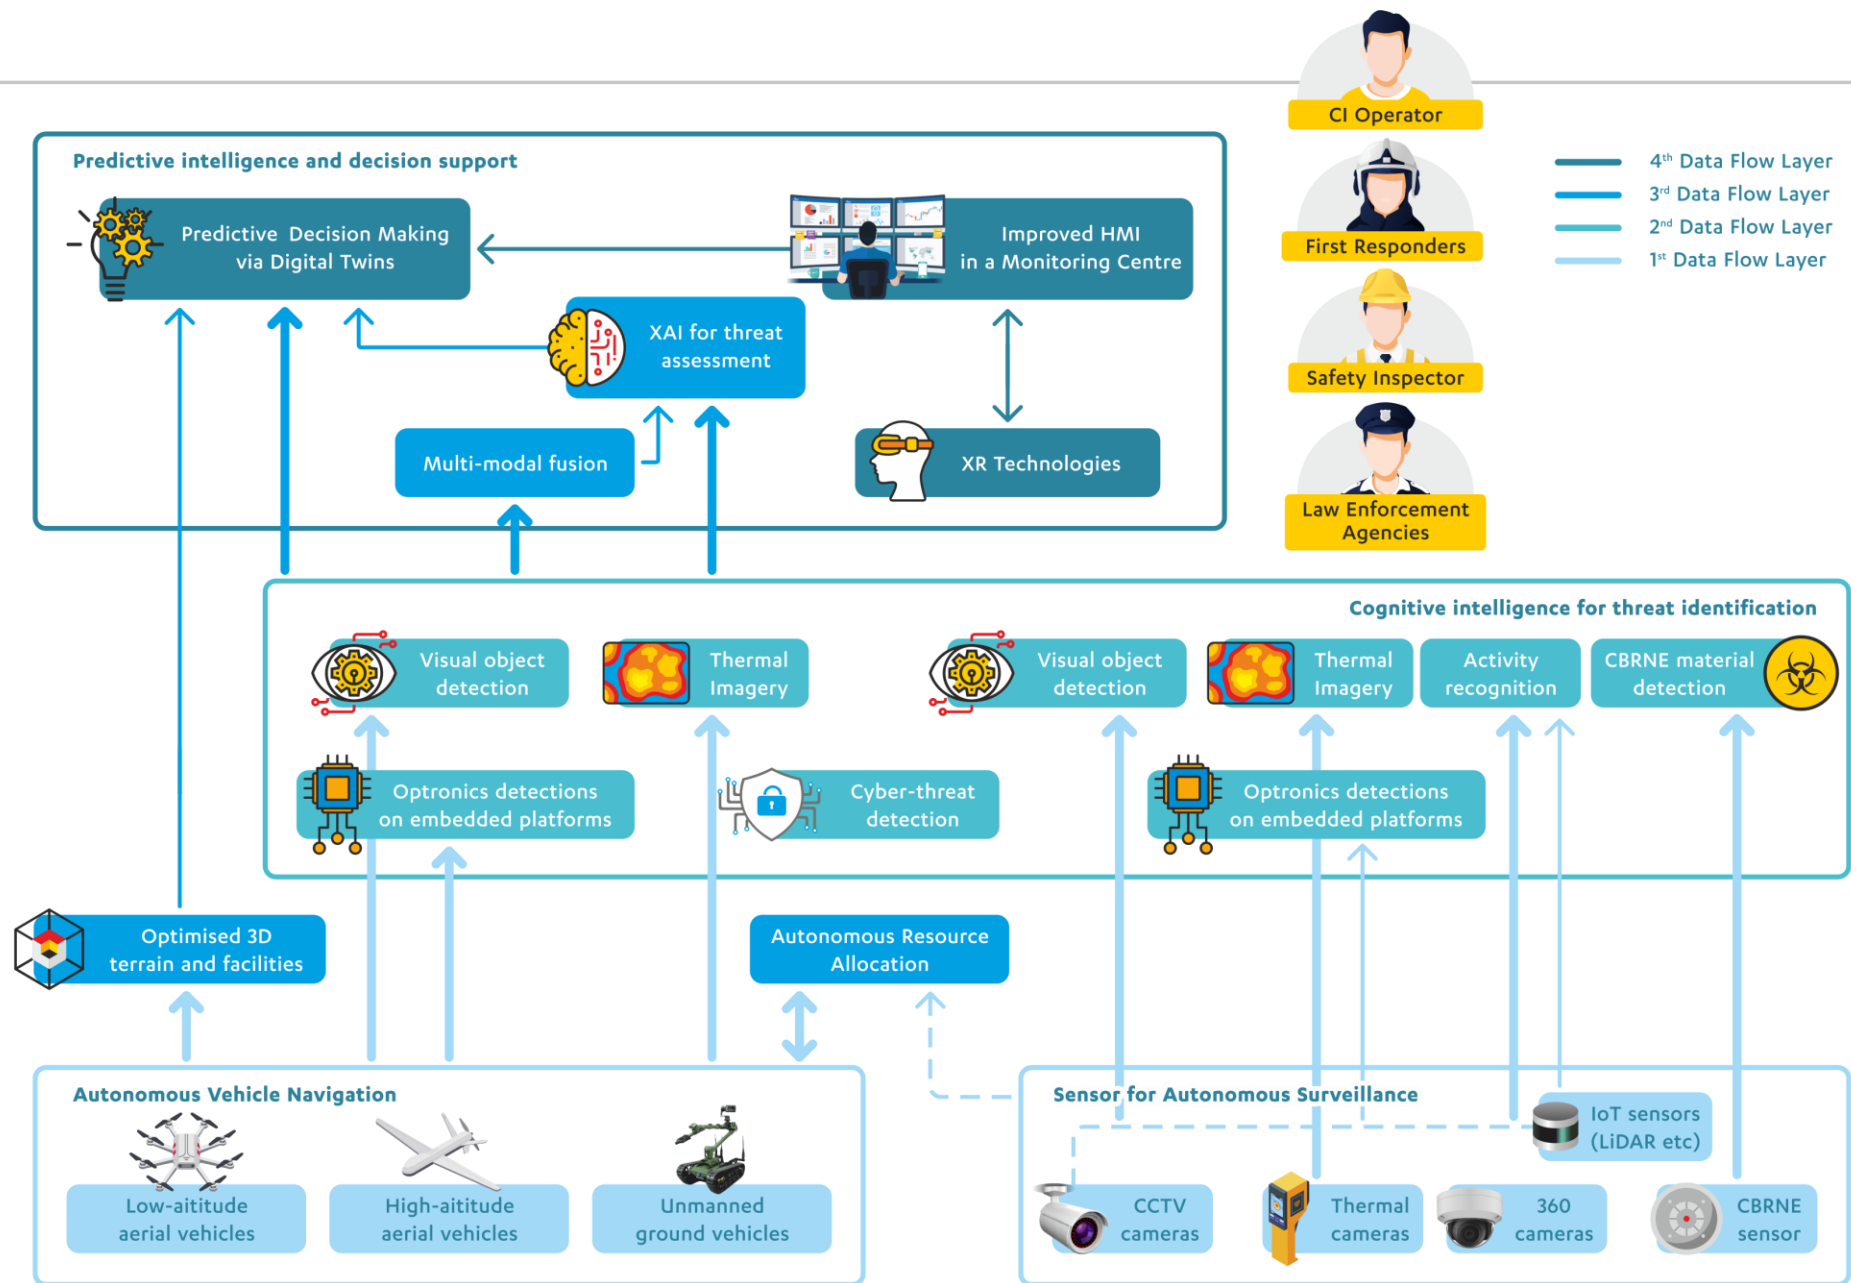 CI Operator
First Responders
Safety Inspector
Law Enforcement
Agencies
4th Data Flow Layer
3rd Data Flow Layer
2nd Data Flow Layer
1st Data Flow Layer
Predictive intelligence and decision support
Predictive Decision Making
via Digital Twins
Improved HMI
in a Monitoring Centre
XAI for threat
assessment
Multi-modal fusion
XR Technologies
Cognitive intelligence for threat identification
Visual object
detection
Thermal
Imagery
Visual object
detection
Thermal
Imagery
Activity
recognition
CBRNE material
detection
Optronics detections
on embedded platforms
Cyber-threat
detection
Optronics detections
on embedded platforms
Optimised 3D
terrain and facilities
Autonomous Resource
Allocation
Autonomous Vehicle Navigation
Low-aititude
aerial vehicles
High-aititude
aerial vehicles
Unmanned
ground vehicles
Sensor for Autonomous Surveillance
IoT sensors
(LiDAR etc)
CCTV
cameras
Thermal
cameras
360
cameras
CBRNE
sensor